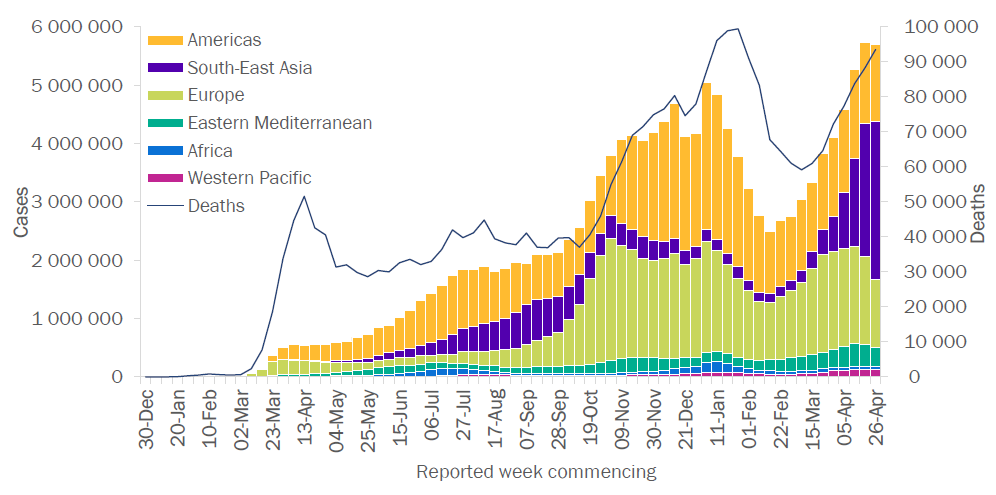 6 000 000
5 000 000
4 000 000
3 000 000
2 000 000
1 000 000
0
Cases
Americas
South-East Asia
Europe
Eastern Mediterranean
Africa
Western Pacific
Deaths
100 000
90 000
80 000
70 000
60 000
50 000
40 000
30 000
20 000
10 000
0
Deaths
30-Dec
20-Jan
10-Feb
02-Mar
23-Mar
13-Apr
04-May
25-May
15-Jun
06-Jul
27-Jul
17-Aug
07-Sep
28-Sep
19-Oct
09-Nov
30-Nov
21-Dec
11-Jan
01-Feb
22-Feb
15-Mar
05-Apr
26-Apr
Reported week commencing